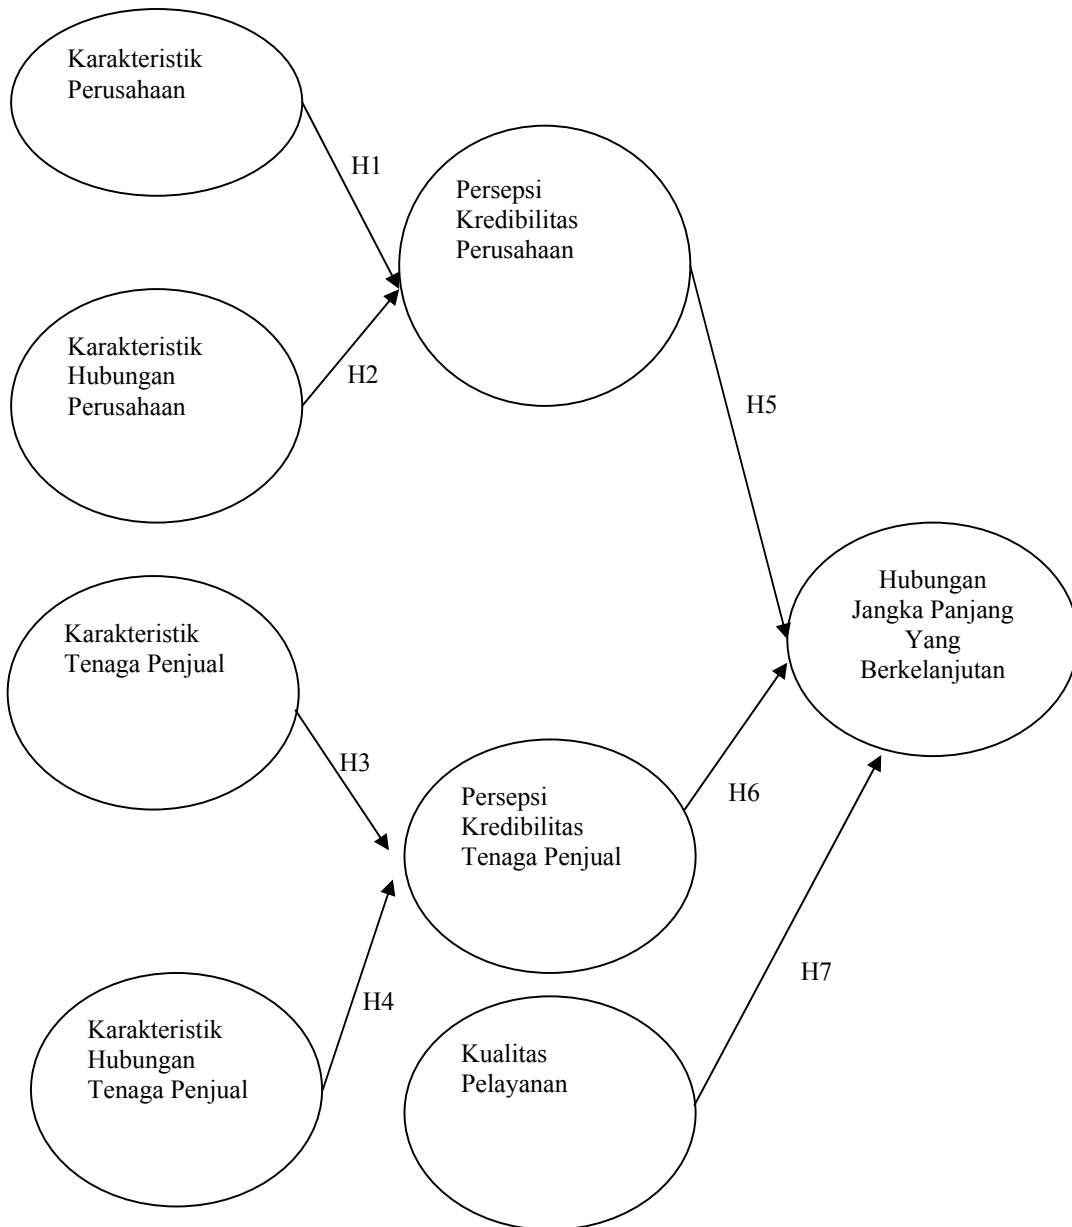 Karakteristik
Perusahaan
H1
Persepsi
Kredibilitas
Perusahaan
Karakteristik
Hubungan
Perusahaan
H2
H5
Hubungan
Jangka Panjang
Yang
Berkelanjutan
Karakteristik
Tenaga Penjual
H3
Persepsi
Kredibilitas
Tenaga Penjual
H6
H7
Karakteristik
Hubungan
Tenaga Penjual
H4
Kualitas
Pelayanan